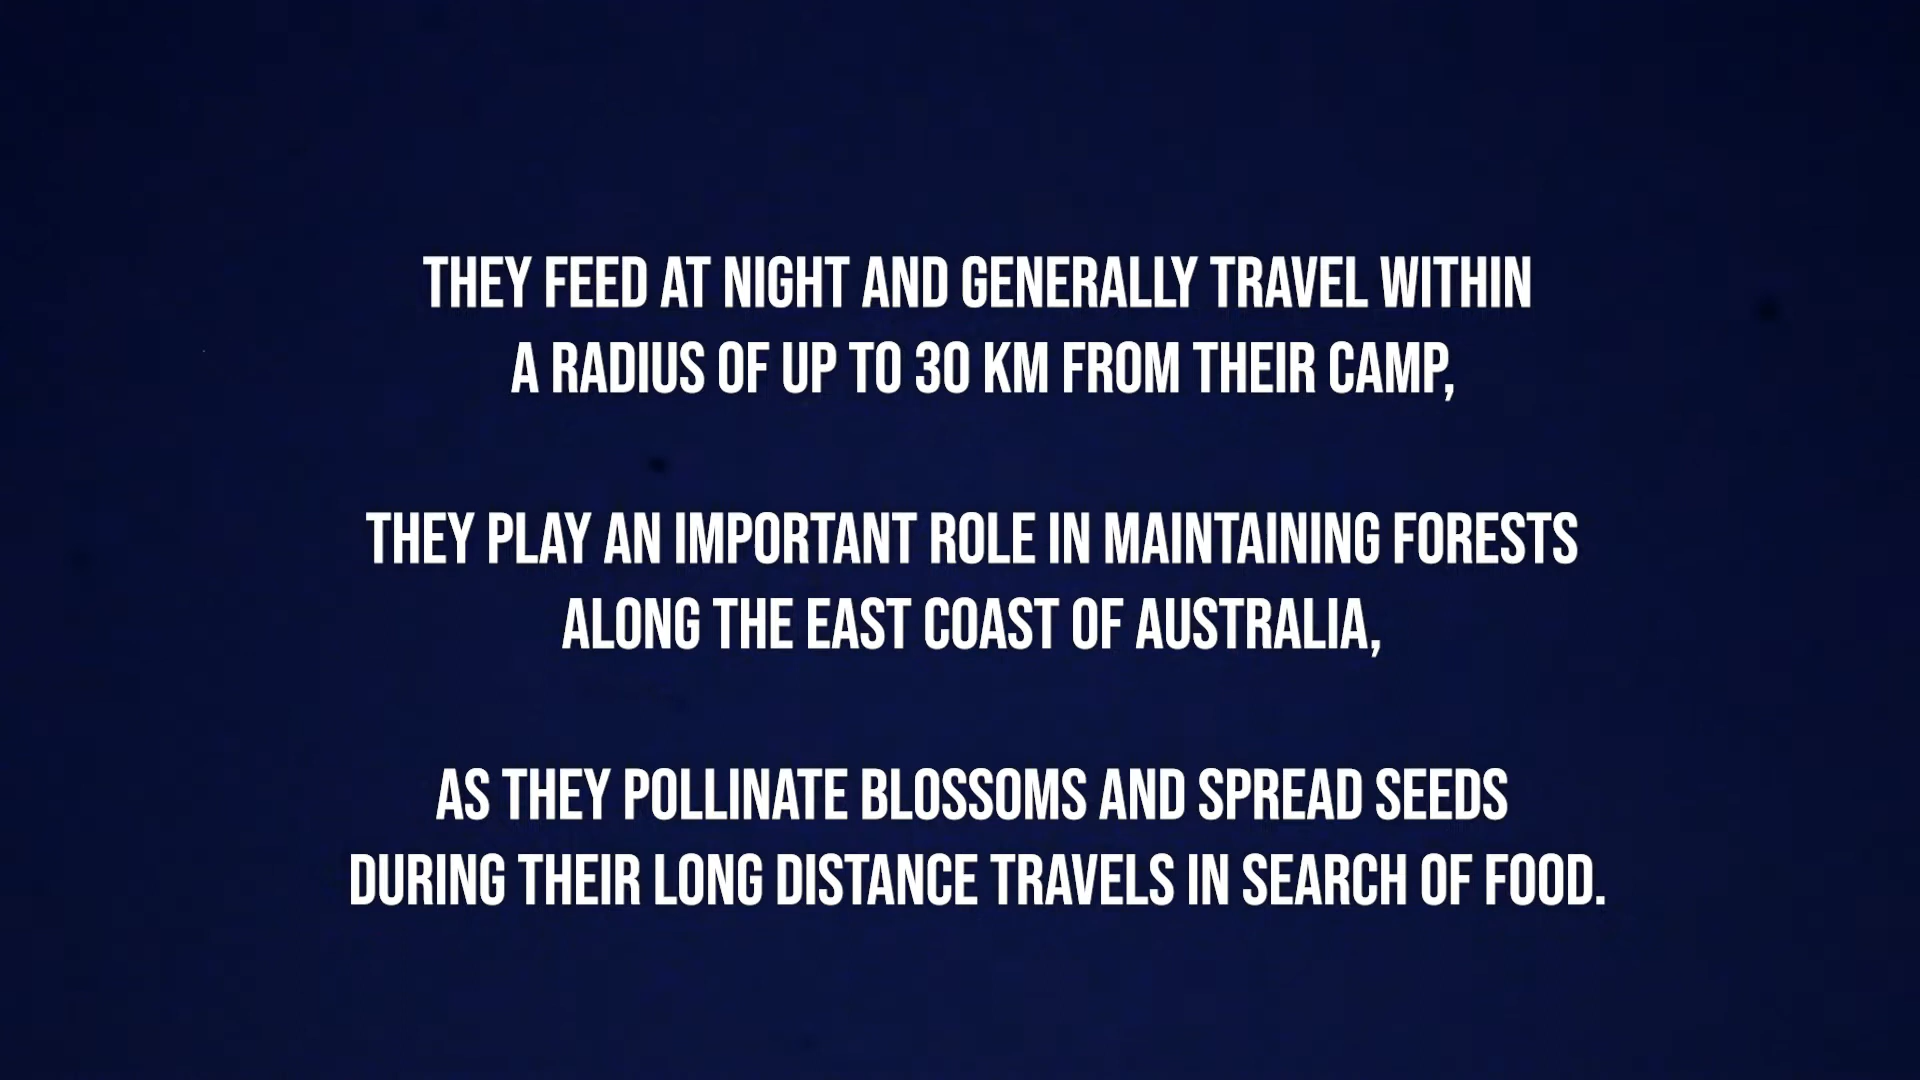 THEY FEED AT NIGHT AND GENERALLY TRAVEL WITHIN
A RADIUS OF UP TO 30 KM FROM THEIR CAMP,
THEY PLAY AN IMPORTANT ROLE IN MAINTAINING FORESTS
ALONG THE EAST COAST OF AUSTRALIA,
AS THEY POLLINATE BLOSSOMS AND SPREAD SEEDS
DURING THEIR LONG DISTANCE TRAVELS IN SEARCH OF FOOD.